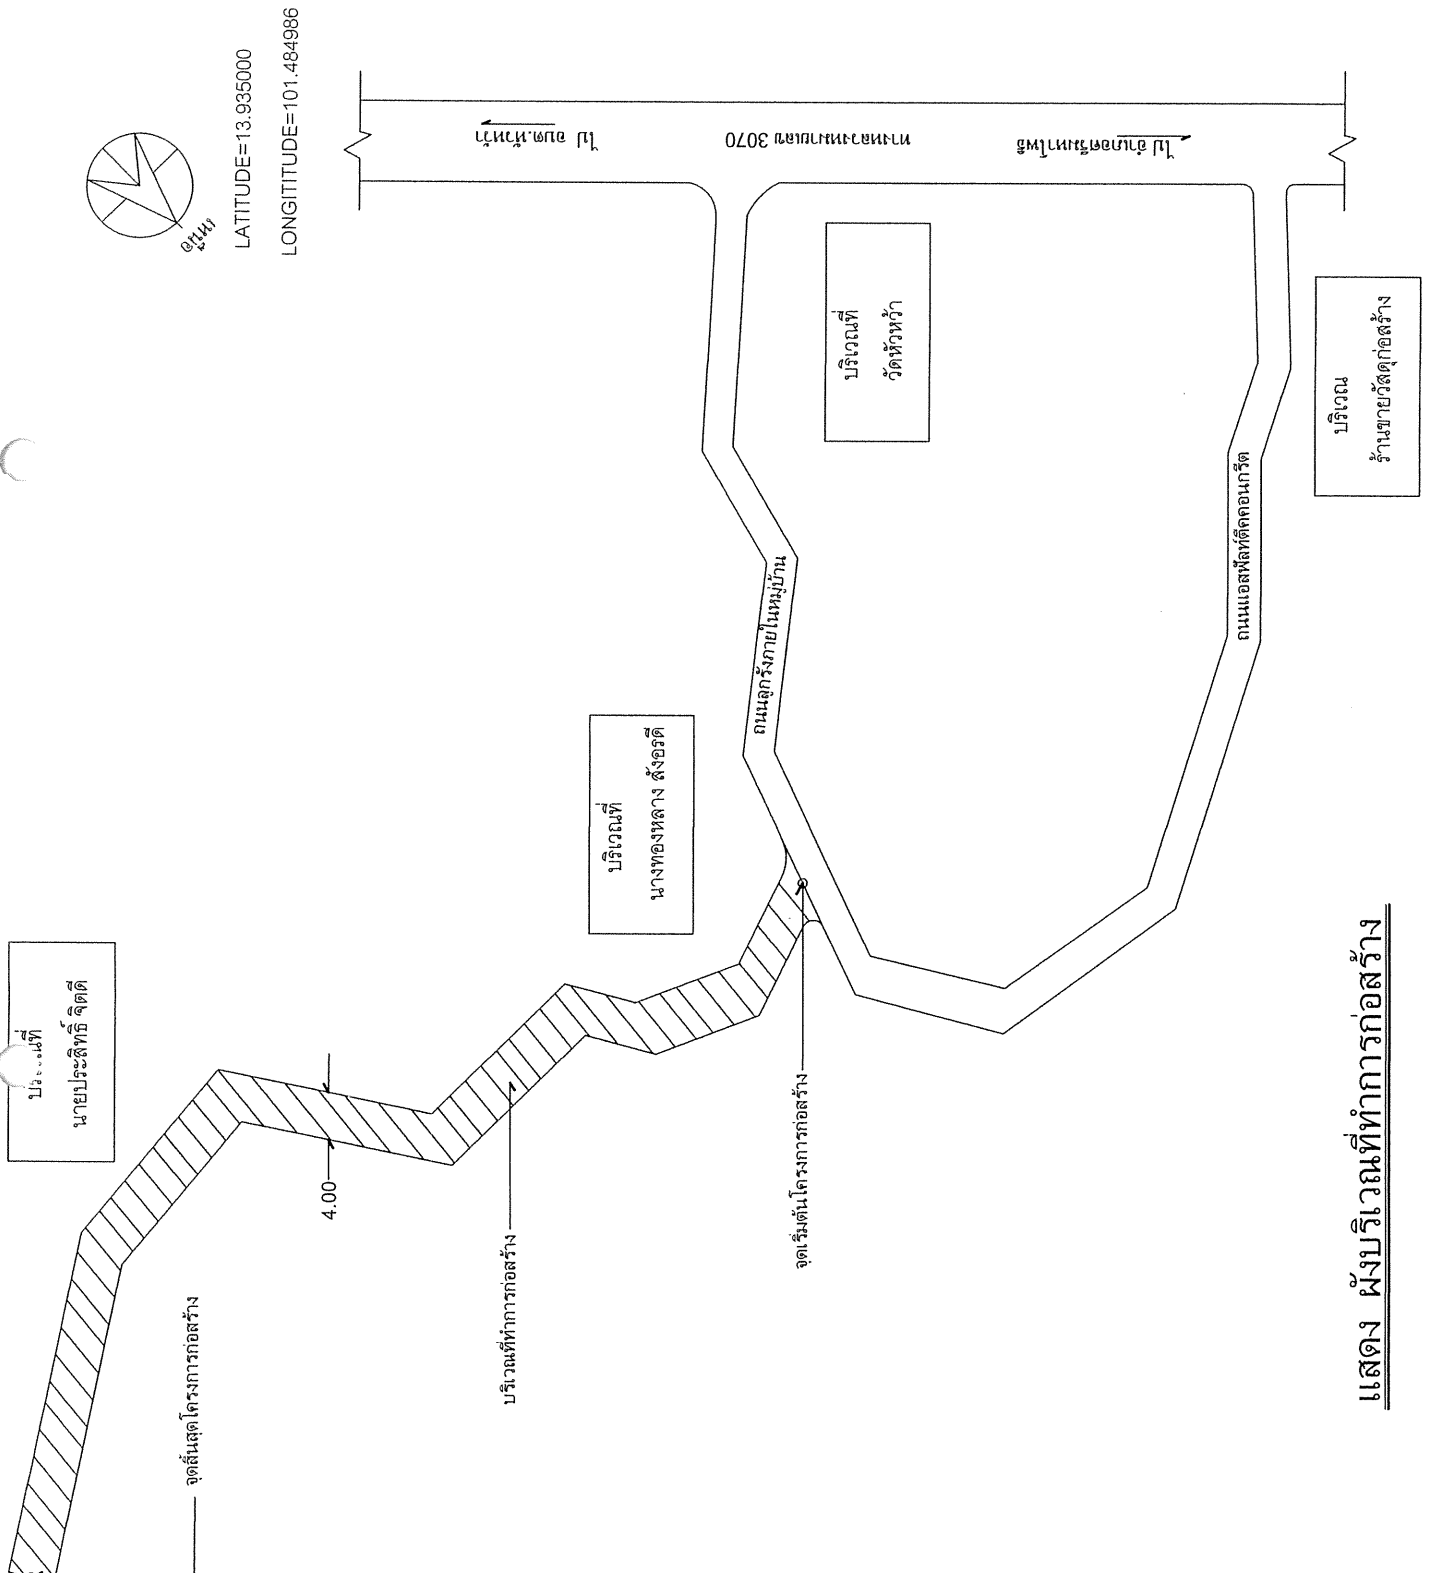 เหนือ
LATITUDE=13.935000
LONGITITUDE=101.484986
ไป อบต.หัวหว้า
ทางหลวงหมายเลข 3070
ไป อำเภอศรีมหาโพธิ
บริเวณที่
วัดหัวหว้า
บริเวณ
ร้านขายวัสดุก่อสร้าง
ถนนลูกรังภายในหมู่บ้าน
ถนนแอสฟัลท์ติคคอนกรีต
บริเวณที่
นางทองหลาง สังอรดี
นายประสิทธิ์ จิตดี
4.00
จุดเริ่มต้นโครงการก่อสร้าง
บริเวณที่ทำการก่อสร้าง
จุดสิ้นสุดโครงการก่อสร้าง
แสดง ผังบริเวณที่ทำการก่อสร้าง